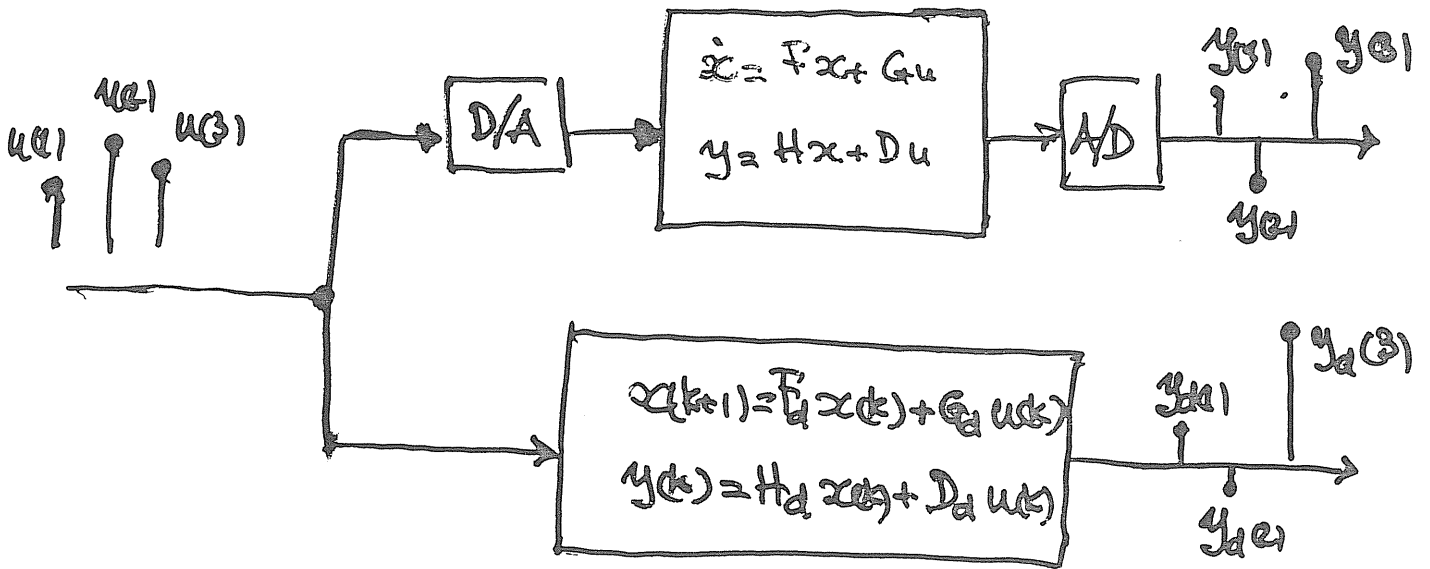 u(1)
u(2)
u(3)
D/A
ẋ = Fx + Gu
y = Hx + Du
A/D
y(1)
y(2)
y(3)
x(k+1) = F_d x(k) + G_d u(k)
y(k) = H_d x(k) + D_d u(k)
y_d(1)
y_d(2)
y_d(3)